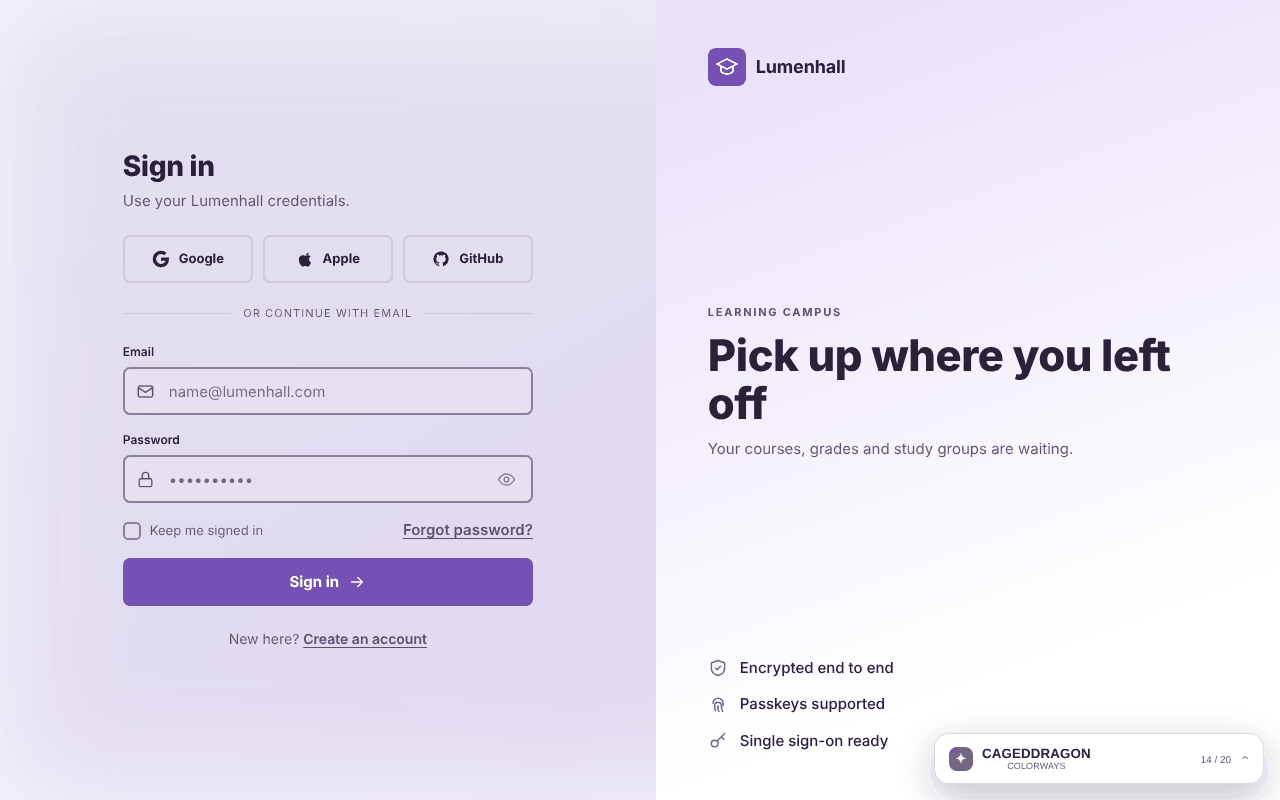 Sign in
Use your Lumenhall credentials.
Google
Apple
GitHub
OR CONTINUE WITH EMAIL
Email
name@lumenhall.com
Password
••••••••••
Keep me signed in
Forgot password?
Sign in →
New here? Create an account
Lumenhall
LEARNING CAMPUS
Pick up where you left
off
Your courses, grades and study groups are waiting.
Encrypted end to end
Passkeys supported
Single sign-on ready
CAGEDDRAGON
COLORWAYS
14 / 20